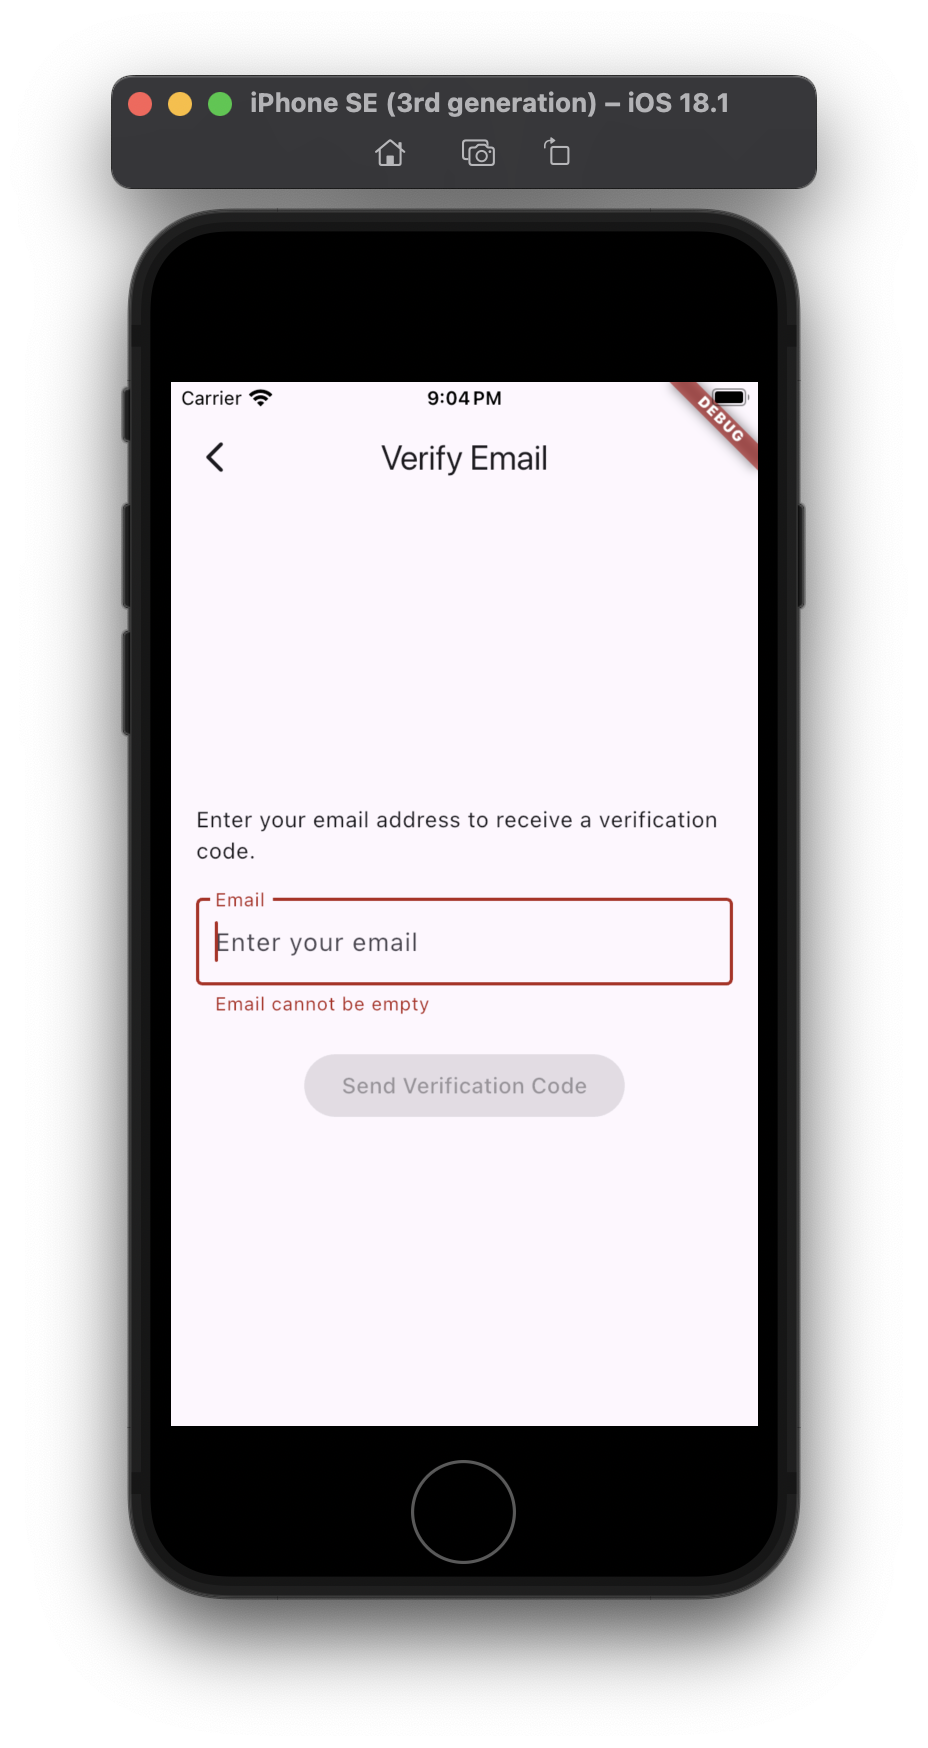 iPhone SE (3rd generation) – iOS 18.1
Carrier 9:04 PM
DEBUG
Verify Email
Enter your email address to receive a verification
code.
Email
Enter your email
Email cannot be empty
Send Verification Code